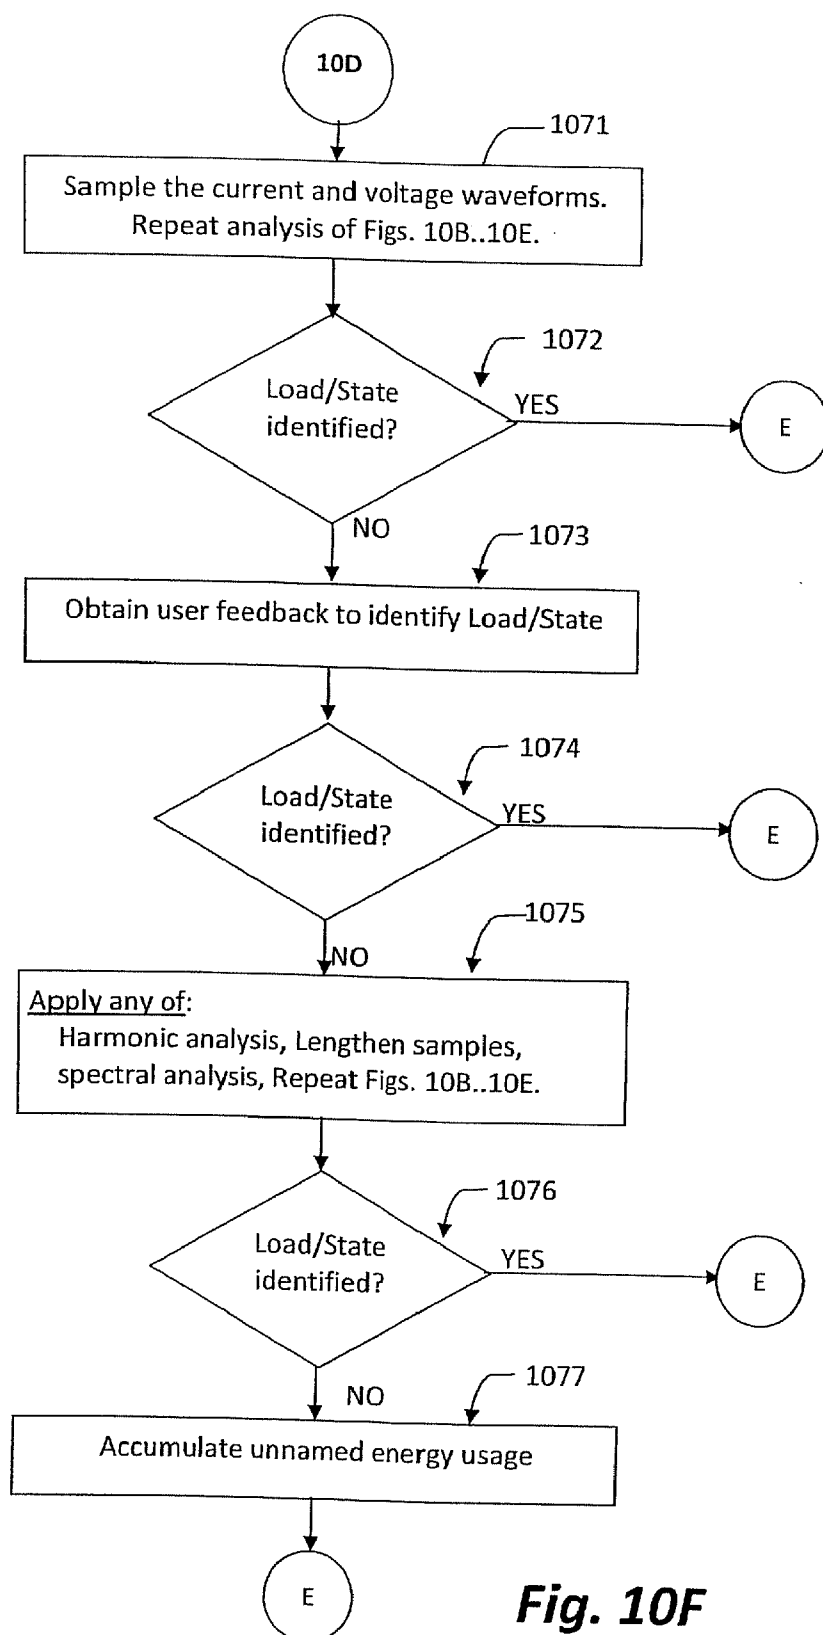 10D
1071
Sample the current and voltage waveforms.
Repeat analysis of Figs. 10B..10E.
1072
Load/State
identified?
YES
E
NO
1073
Obtain user feedback to identify Load/State
1074
Load/State
identified?
YES
E
1075
NO
Apply any of:
Harmonic analysis, Lengthen samples,
spectral analysis, Repeat Figs. 10B..10E.
1076
Load/State
identified?
YES
E
1077
NO
Accumulate unnamed energy usage
E
Fig. 10F